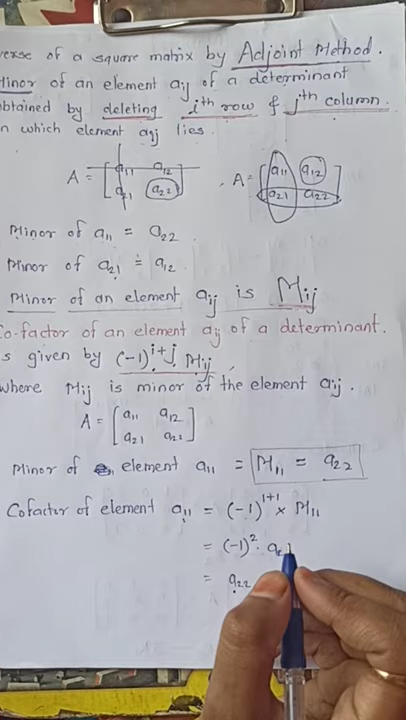 verse of a square matrix by Adjoint Method.
Minor of an element aij of a determinant
obtained by deleting ith row & jth column
n which element aij lies.
A = [a11 a12
a21 a22] , A = [a11 a12
a21 a22]
Minor of a11 = a22
Minor of a21 = a12
Minor of an element aij is Mij
Co-factor of an element aij of a determinant.
s given by (-1)^i+j. Mij
where Mij is minor of the element aij.
A = [a11 a12
a21 a22]
Minor of element a11 = M11 = a22
Cofactor of element a11 = (-1)^1+1 × M11
= (-1)^2.
= a22